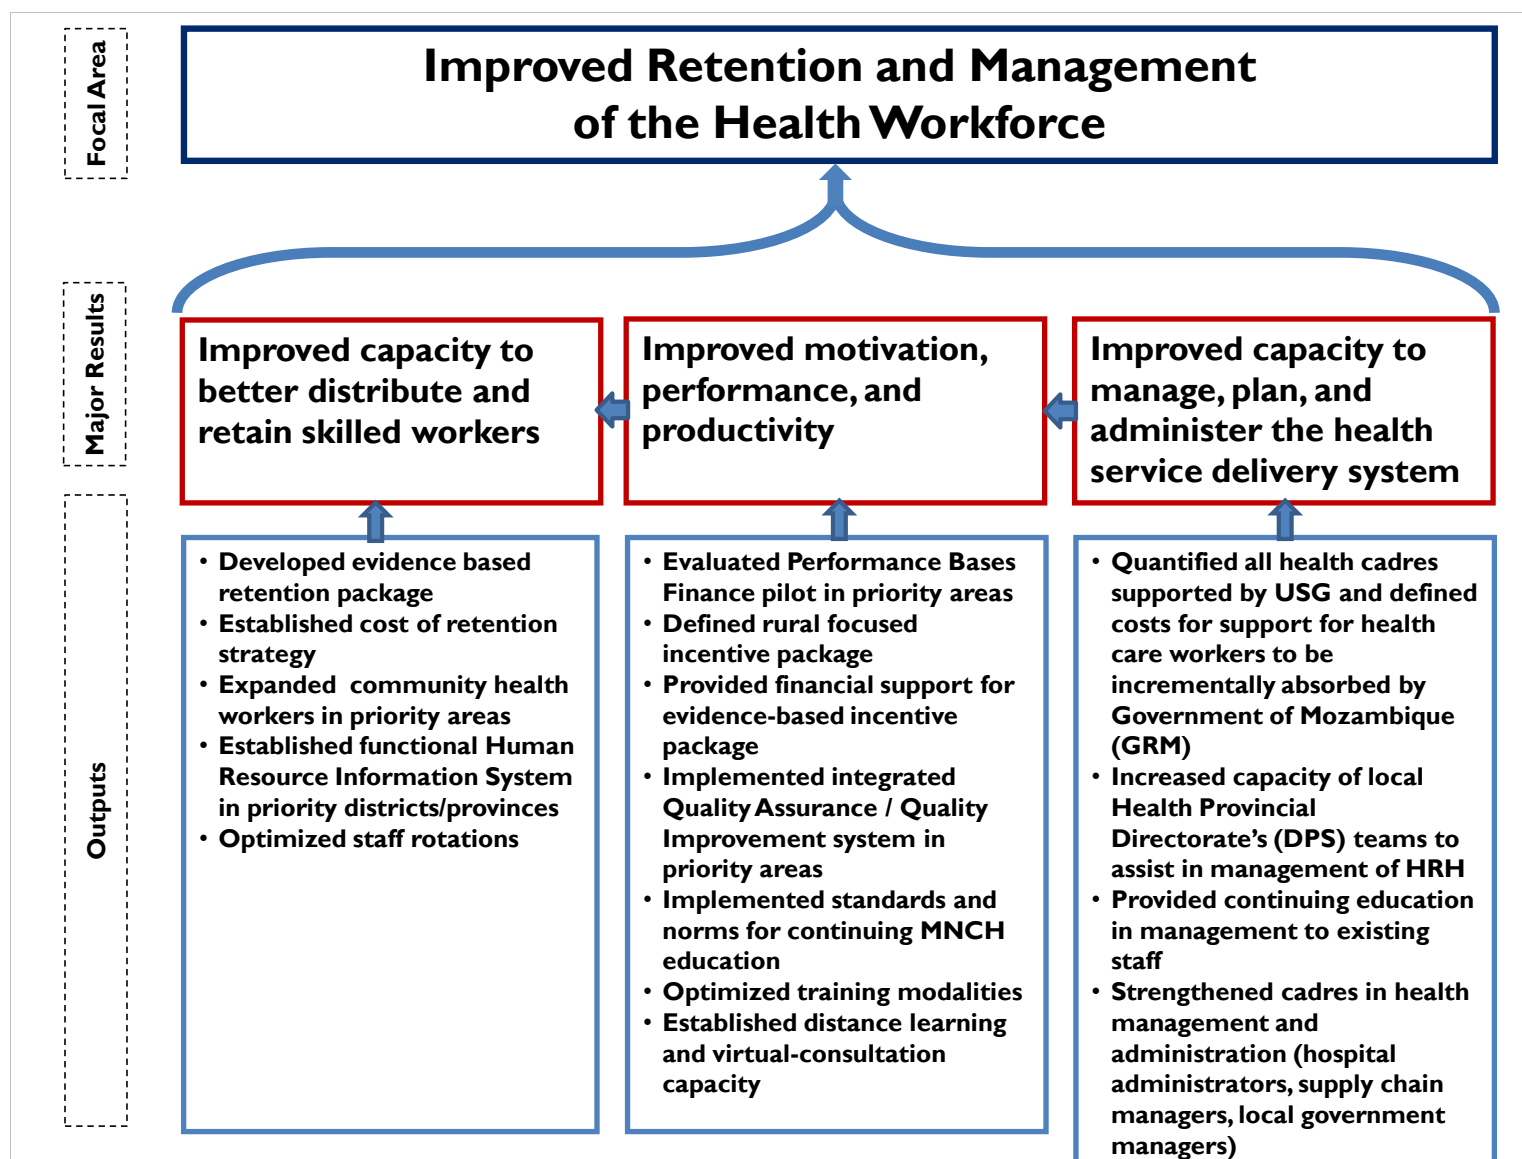 Focal Area
Improved Retention and Management
of the Health Workforce
Major Results
Improved capacity to
better distribute and
retain skilled workers
Improved motivation,
performance, and
productivity
Improved capacity to
manage, plan, and
administer the health
service delivery system
Outputs
• Developed evidence based
retention package
• Established cost of retention
strategy
• Expanded community health
workers in priority areas
• Established functional Human
Resource Information System
in priority districts/provinces
• Optimized staff rotations
• Evaluated Performance Bases
Finance pilot in priority areas
• Defined rural focused
incentive package
• Provided financial support for
evidence-based incentive
package
• Implemented integrated
Quality Assurance / Quality
Improvement system in
priority areas
• Implemented standards and
norms for continuing MNCH
education
• Optimized training modalities
• Established distance learning
and virtual-consultation
capacity
• Quantified all health cadres
supported by USG and defined
costs for support for health
care workers to be
incrementally absorbed by
Government of Mozambique
(GRM)
• Increased capacity of local
Health Provincial
Directorate's (DPS) teams to
assist in management of HRH
• Provided continuing education
in management to existing
staff
• Strengthened cadres in health
management and
administration (hospital
administrators, supply chain
managers, local government
managers)